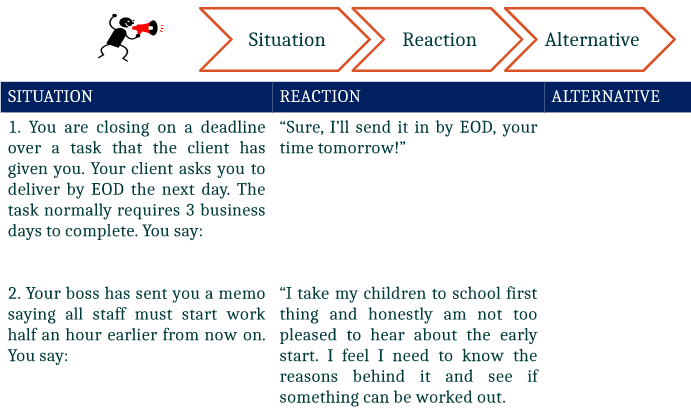 Situation
Reaction
Alternative
SITUATION
REACTION
ALTERNATIVE
1. You are closing on a deadline
over a task that the client has
given you. Your client asks you to
deliver by EOD the next day. The
task normally requires 3 business
days to complete. You say:
“Sure, I’ll send it in by EOD, your
time tomorrow!”
2. Your boss has sent you a memo
saying all staff must start work
half an hour earlier from now on.
You say:
“I take my children to school first
thing and honestly am not too
pleased to hear about the early
start. I feel I need to know the
reasons behind it and see if
something can be worked out.